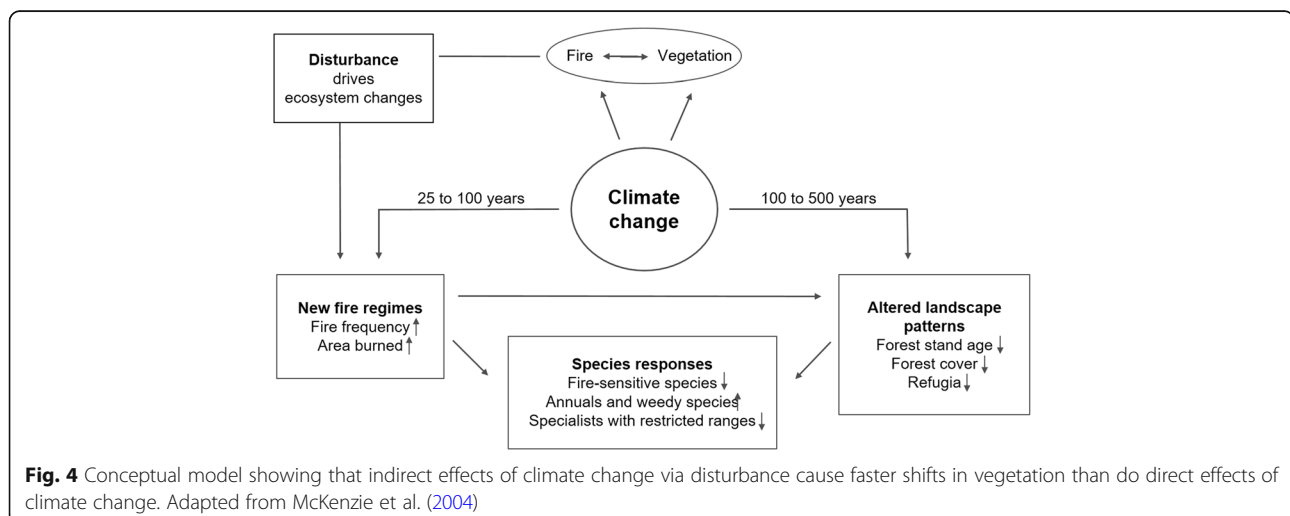 Disturbance
drives
ecosystem changes
Fire Vegetation
Climate
change
25 to 100 years
100 to 500 years
New fire regimes
Fire frequency↑
Area burned↑
Species responses
Fire-sensitive species↓
Annuals and weedy species↑
Specialists with restricted ranges↓
Altered landscape
patterns
Forest stand age↓
Forest cover↓
Refugia↓
Fig. 4 Conceptual model showing that indirect effects of climate change via disturbance cause faster shifts in vegetation than do direct effects of
climate change. Adapted from McKenzie et al. (2004)